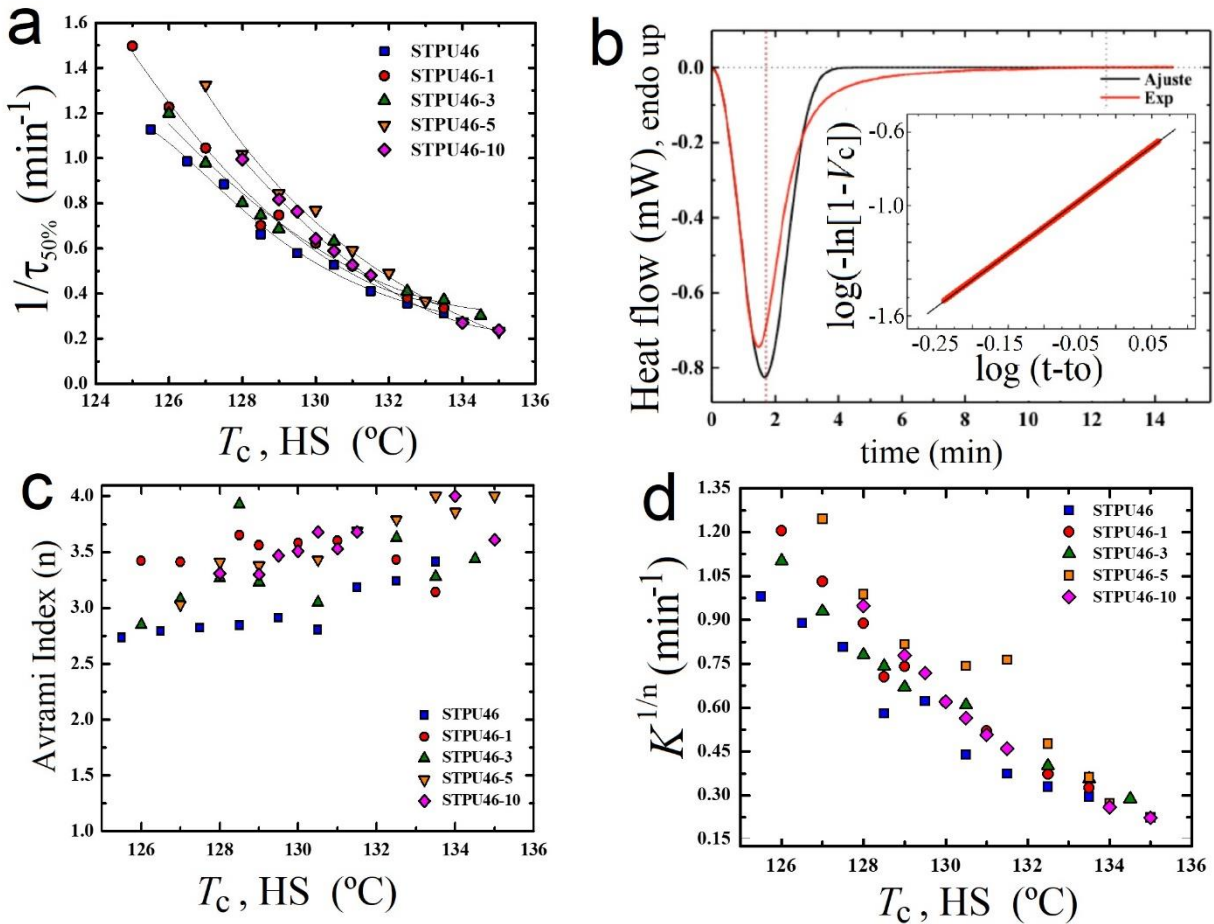 a
1/τ50% (min-1)
1.6
1.4
1.2
1.0
0.8
0.6
0.4
0.2
0.0
124 126 128 130 132 134 136
Tc , HS (ºC)
STPU46
STPU46-1
STPU46-3
STPU46-5
STPU46-10
b
Heat flow (mW), endo up
0.0
-0.2
-0.4
-0.6
-0.8
0 2 4 6 8 10 12 14
time (min)
Ajuste
Exp
log(-ln[1-Vc])
-0.6
-1.0
-1.6
-0.25 -0.15 -0.05 0.05
log (t-to)
c
Avrami Index (n)
4.0
3.5
3.0
2.5
2.0
1.5
1.0
126 128 130 132 134 136
Tc , HS (ºC)
STPU46
STPU46-1
STPU46-3
STPU46-5
STPU46-10
d
K1/n (min-1)
1.35
1.20
1.05
0.90
0.75
0.60
0.45
0.30
0.15
126 128 130 132 134 136
Tc , HS (ºC)
STPU46
STPU46-1
STPU46-3
STPU46-5
STPU46-10